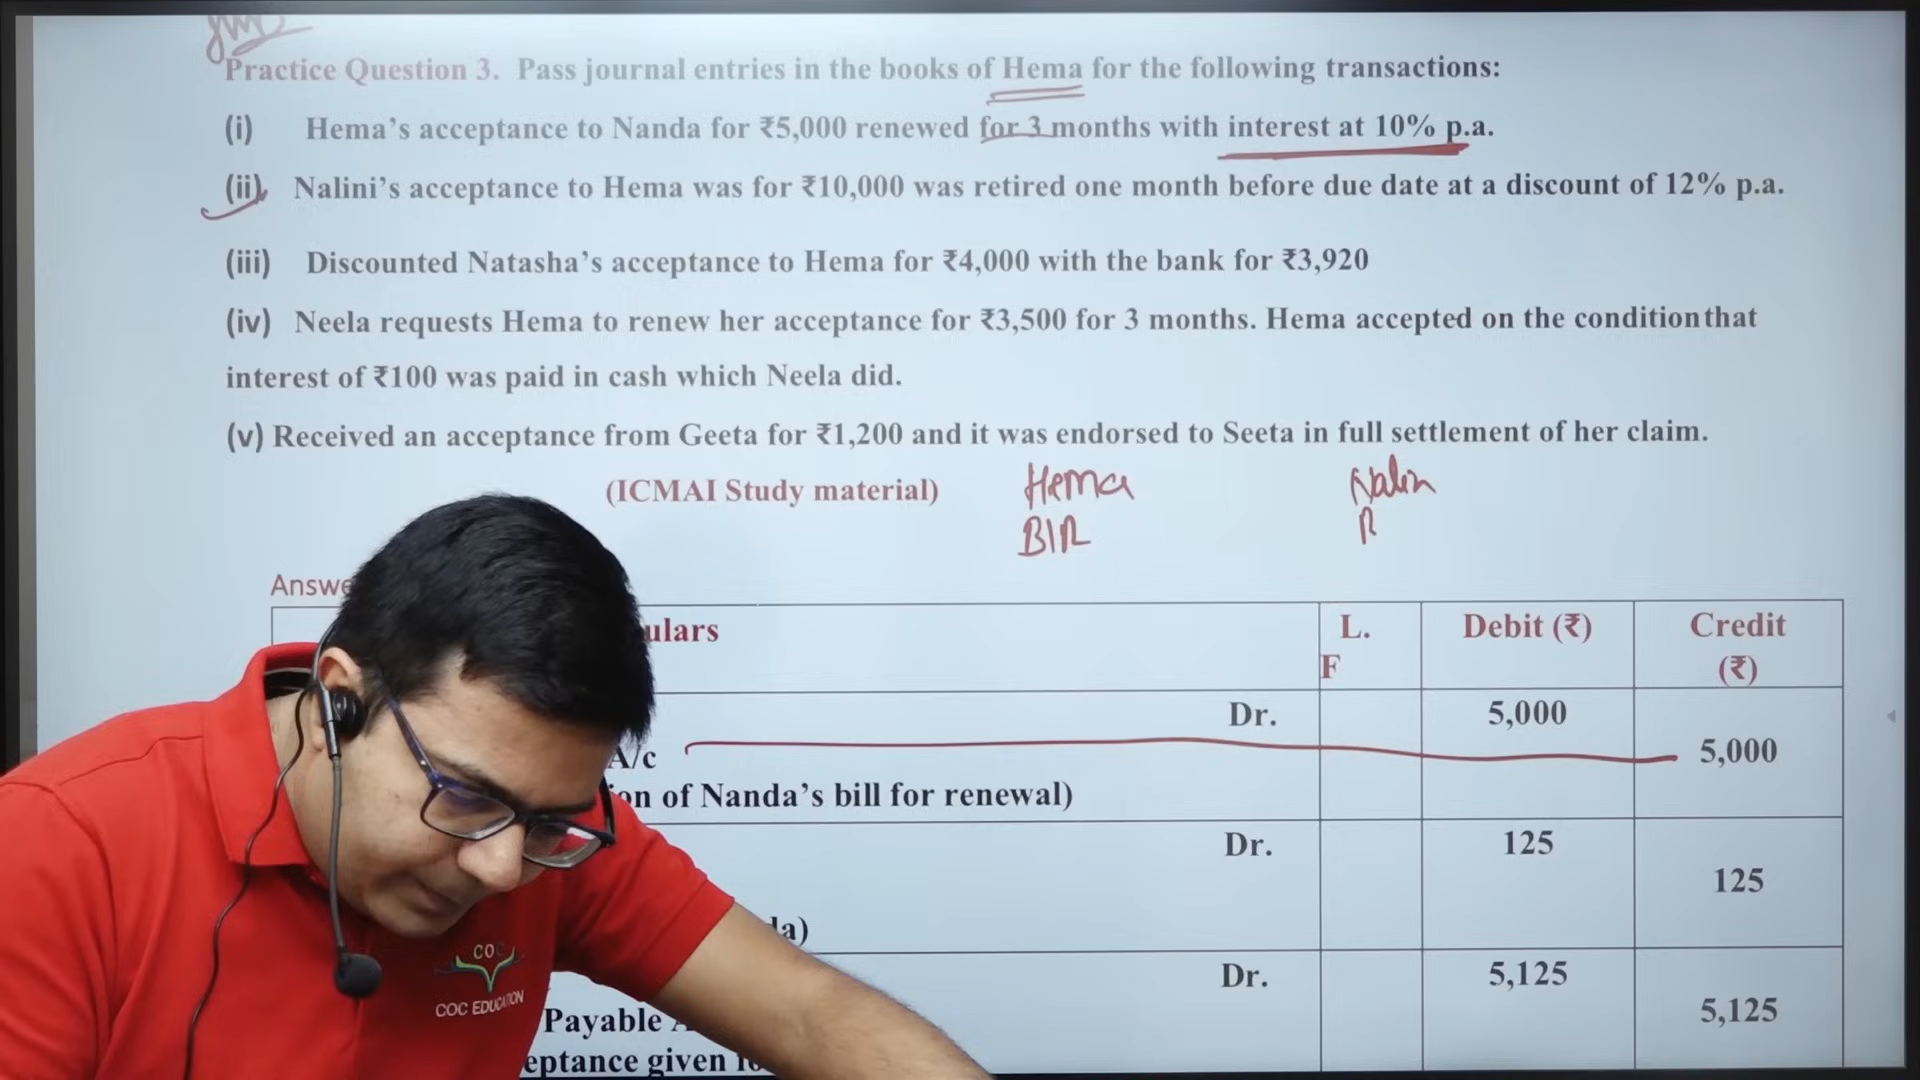 Practice Question 3. Pass journal entries in the books of Hema for the following transactions:
(i) Hema's acceptance to Nanda for ₹5,000 renewed for 3 months with interest at 10% p.a.
(ii) Nalini's acceptance to Hema was for ₹10,000 was retired one month before due date at a discount of 12% p.a.
(iii) Discounted Natasha's acceptance to Hema for ₹4,000 with the bank for ₹3,920
(iv) Neela requests Hema to renew her acceptance for ₹3,500 for 3 months. Hema accepted on the condition that
interest of ₹100 was paid in cash which Neela did.
(v) Received an acceptance from Geeta for ₹1,200 and it was endorsed to Seeta in full settlement of her claim.
(ICMAI Study material) Hema Nalin
B/R
Answe
ulars L. Debit (₹) Credit
F (₹)
Dr. 5,000
A/c 5,000
ion of Nanda's bill for renewal)
Dr. 125
125
la)
Dr. 5,125
Payable 5,125
eptance given
COC
COC EDUCATION